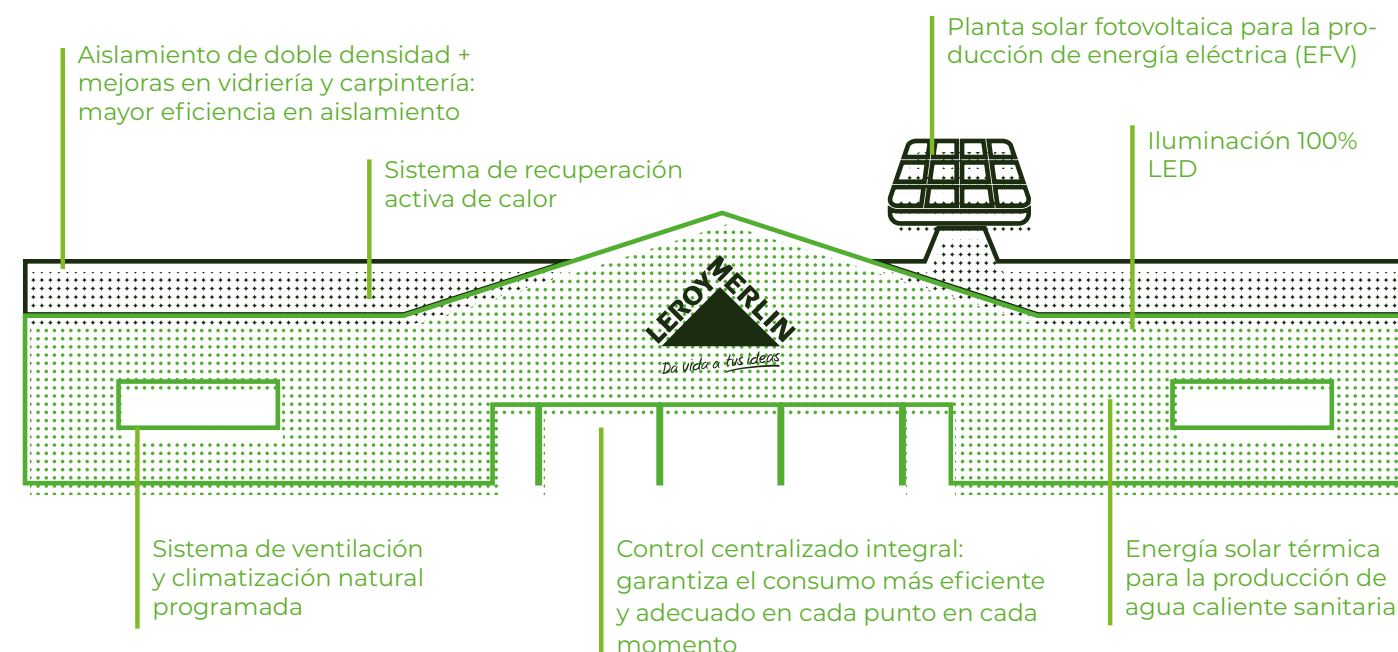 Aislamiento de doble densidad +
mejoras en vidriería y carpintería:
mayor eficiencia en aislamiento
Sistema de recuperación
activa de calor
Planta solar fotovoltaica para la pro-
ducción de energía eléctrica (EFV)
Iluminación 100%
LED
LEROY MERLIN
Da vida a tus ideas
Sistema de ventilación
y climatización natural
programada
Control centralizado integral:
garantiza el consumo más eficiente
y adecuado en cada punto en cada
momento
Energía solar térmica
para la producción de
agua caliente sanitaria